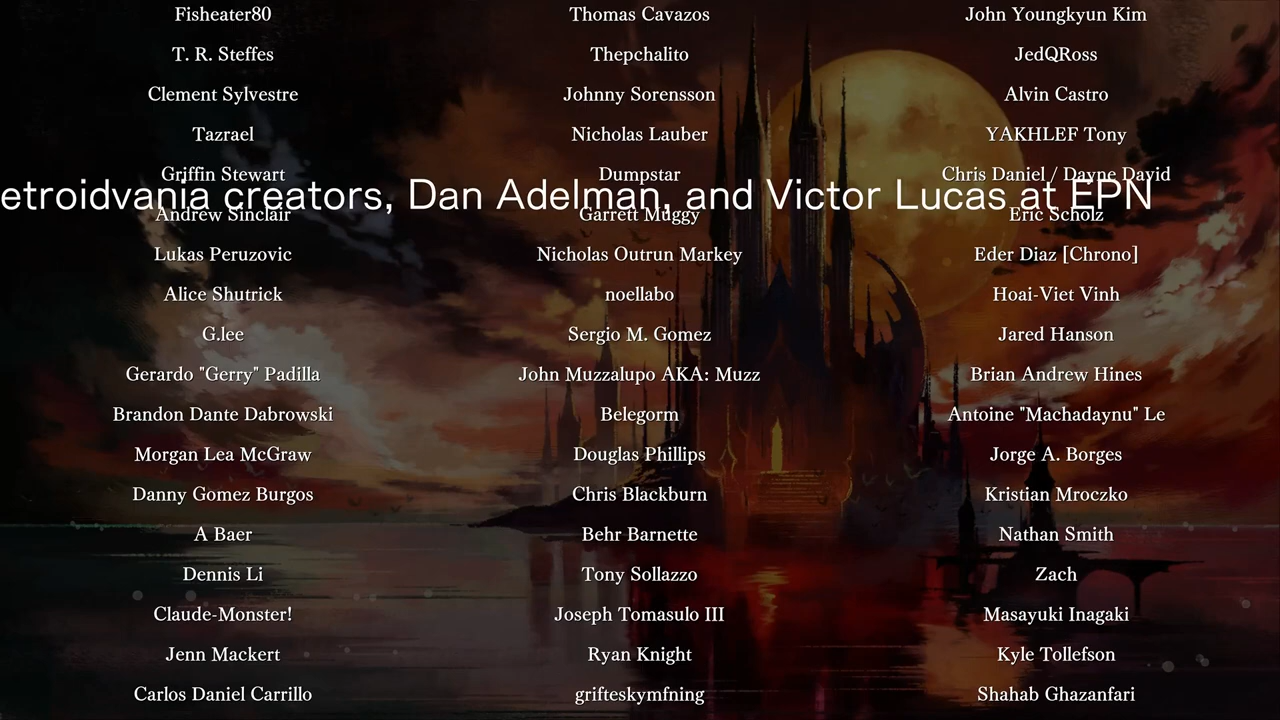 Fisheater80 Thomas Cavazos John Youngkyun Kim
T. R. Steffes Thepchalito JedQRoss
Clement Sylvestre Johnny Sorensson Alvin Castro
Tazrael Nicholas Lauber YAKHLEF Tony
Griffin Stewart Dumpstar Chris Daniel / Dayne David
etroidvania creators, Dan Adelman, and Victor Lucas at EPN
Andrew Sinclair Garrett Muggy Eric Scholz
Lukas Peruzovic Nicholas Outrun Markey Eder Diaz [Chrono]
Alice Shutrick noellabo Hoai-Viet Vinh
G.lee Sergio M. Gomez Jared Hanson
Gerardo "Gerry" Padilla John Muzzalupo AKA: Muzz Brian Andrew Hines
Brandon Dante Dabrowski Belegorm Antoine "Machadaynu" Le
Morgan Lea McGraw Douglas Phillips Jorge A. Borges
Danny Gomez Burgos Chris Blackburn Kristian Mroczko
A Baer Behr Barnette Nathan Smith
Dennis Li Tony Sollazzo Zach
Claude-Monster! Joseph Tomasulo III Masayuki Inagaki
Jenn Mackert Ryan Knight Kyle Tollefson
Carlos Daniel Carrillo grifteskymfning Shahab Ghazanfari